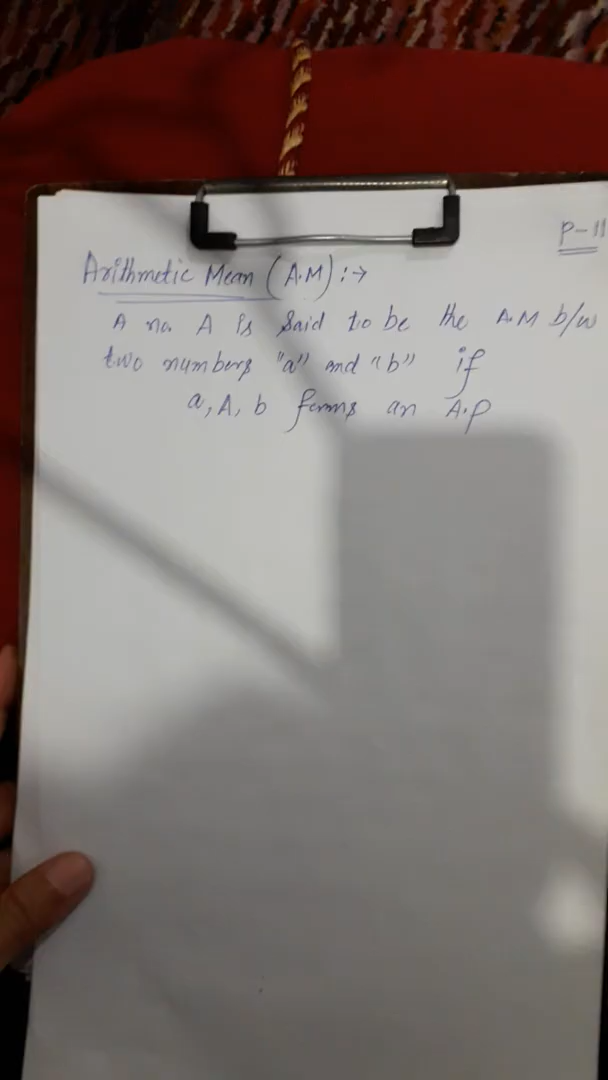 P-11
Arithmetic Mean (A.M) :→
A no. A is said to be the A.M b/w
two numbers "a" and "b" if
a, A, b forms an A.P